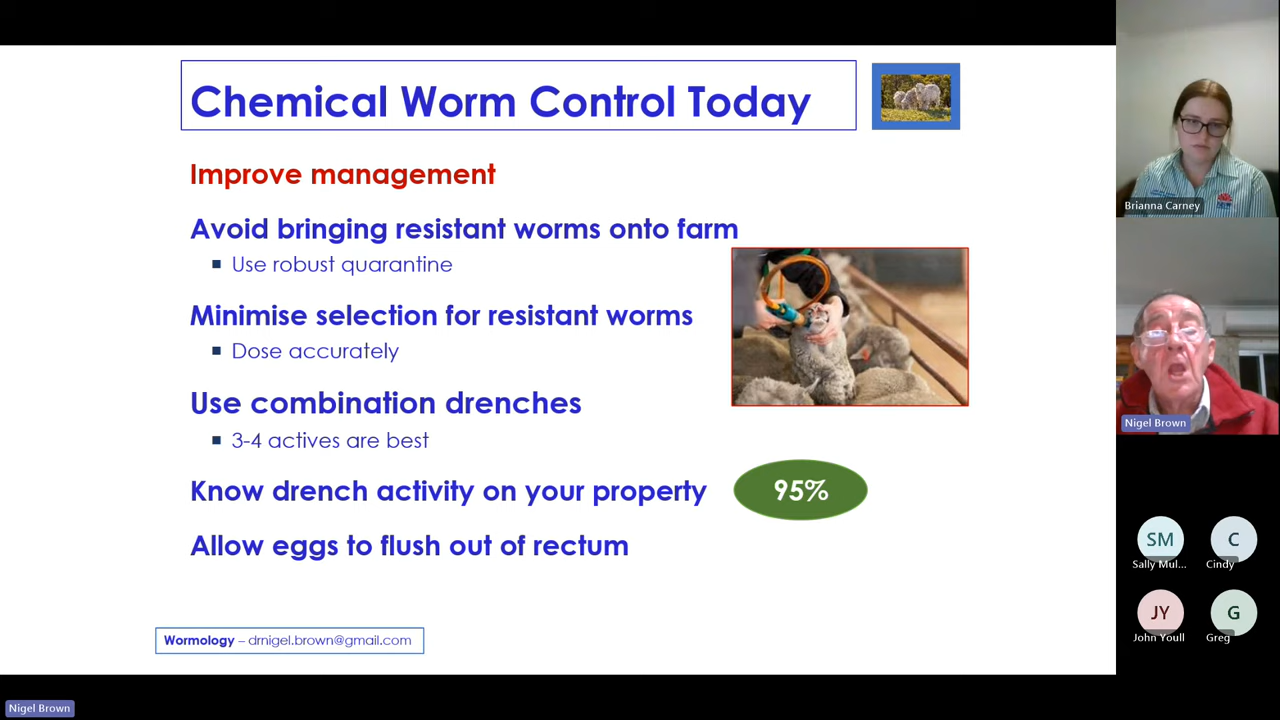 Chemical Worm Control Today
Improve management
Avoid bringing resistant worms onto farm
Use robust quarantine
Minimise selection for resistant worms
Dose accurately
Use combination drenches
3-4 actives are best
Know drench activity on your property
95%
Allow eggs to flush out of rectum
Wormology – drnigel.brown@gmail.com
Brianna Carney
Nigel Brown
SM
Sally Mul...
C
Cindy
JY
John Youll
G
Greg
Nigel Brown